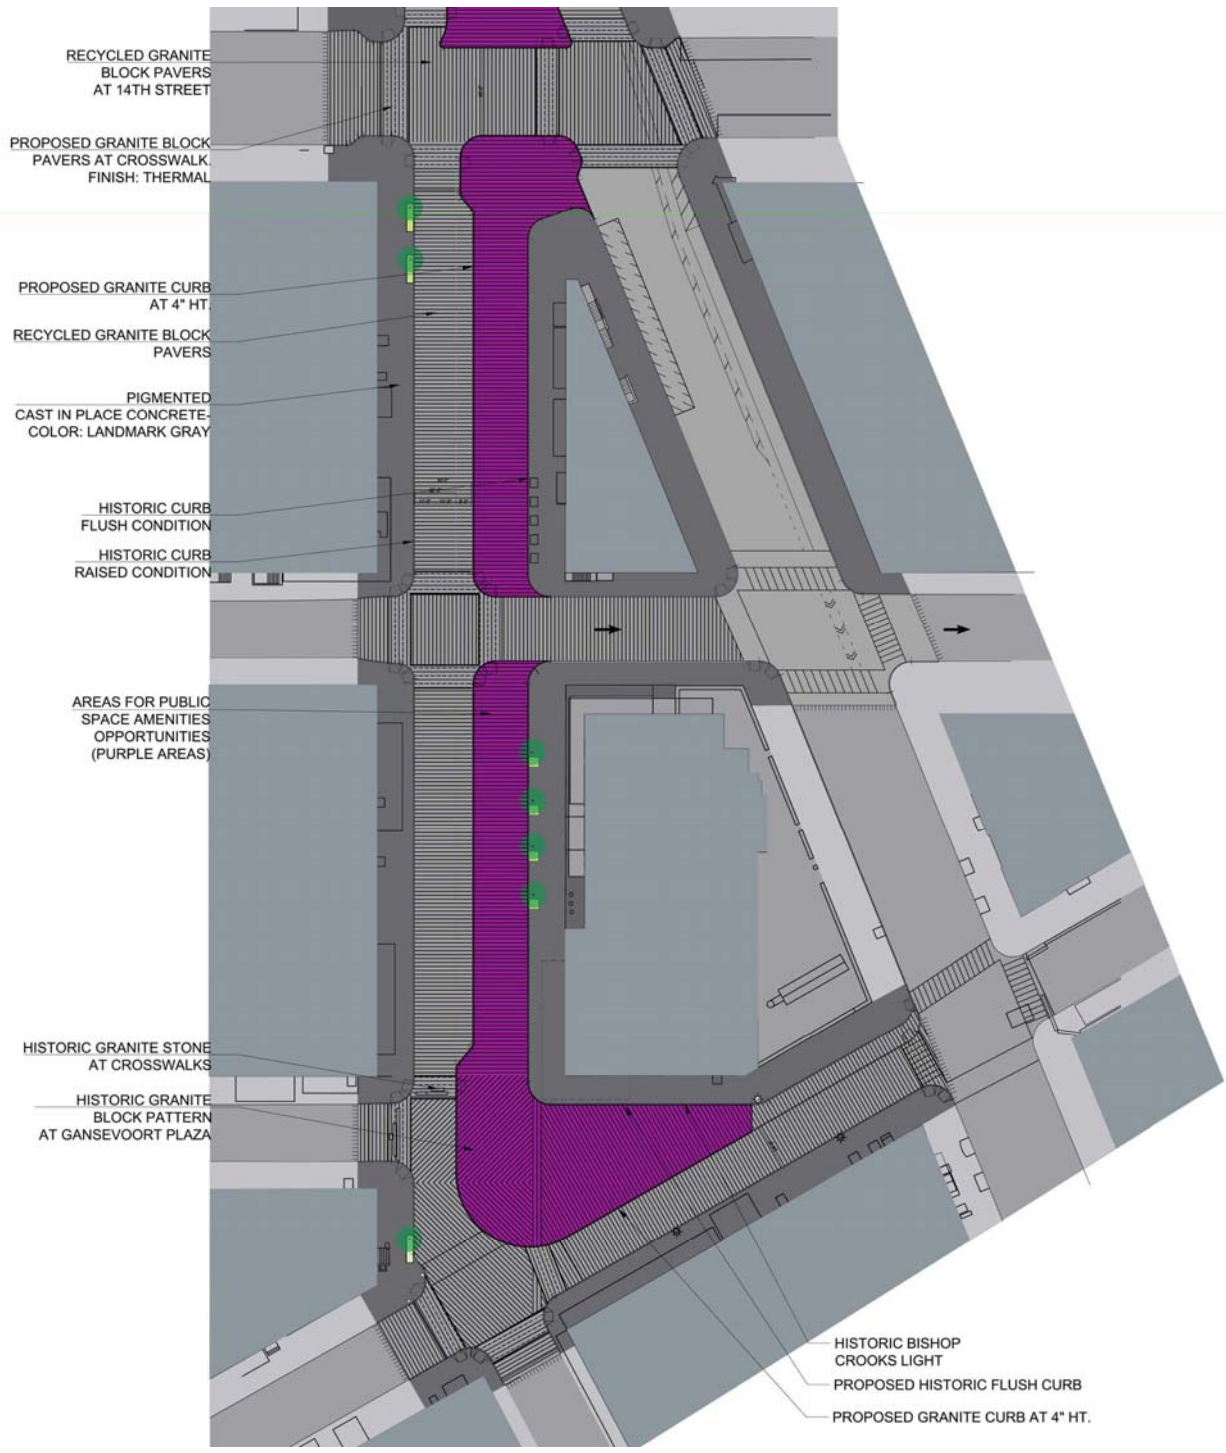 RECYCLED GRANITE
BLOCK PAVERS
AT 14TH STREET
PROPOSED GRANITE BLOCK
PAVERS AT CROSSWALK.
FINISH: THERMAL
PROPOSED GRANITE CURB
AT 4" HT.
RECYCLED GRANITE BLOCK
PAVERS
PIGMENTED
CAST IN PLACE CONCRETE-
COLOR: LANDMARK GRAY
HISTORIC CURB
FLUSH CONDITION
HISTORIC CURB
RAISED CONDITION
AREAS FOR PUBLIC
SPACE AMENITIES
OPPORTUNITIES
(PURPLE AREAS)
HISTORIC GRANITE STONE
AT CROSSWALKS
HISTORIC GRANITE
BLOCK PATTERN
AT GANSEVOORT PLAZA
HISTORIC BISHOP
CROOKS LIGHT
PROPOSED HISTORIC FLUSH CURB
PROPOSED GRANITE CURB AT 4" HT.